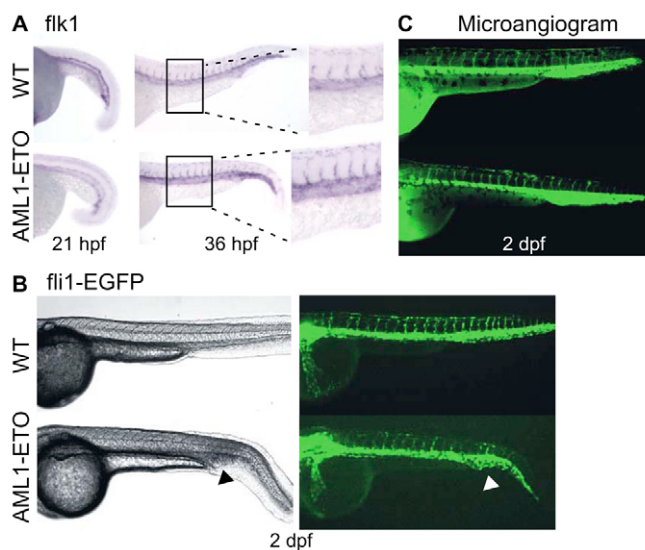 A flk1
WT
AML1-ETO
21 hpf
36 hpf
C Microangiogram
2 dpf
B fli1-EGFP
WT
AML1-ETO
2 dpf